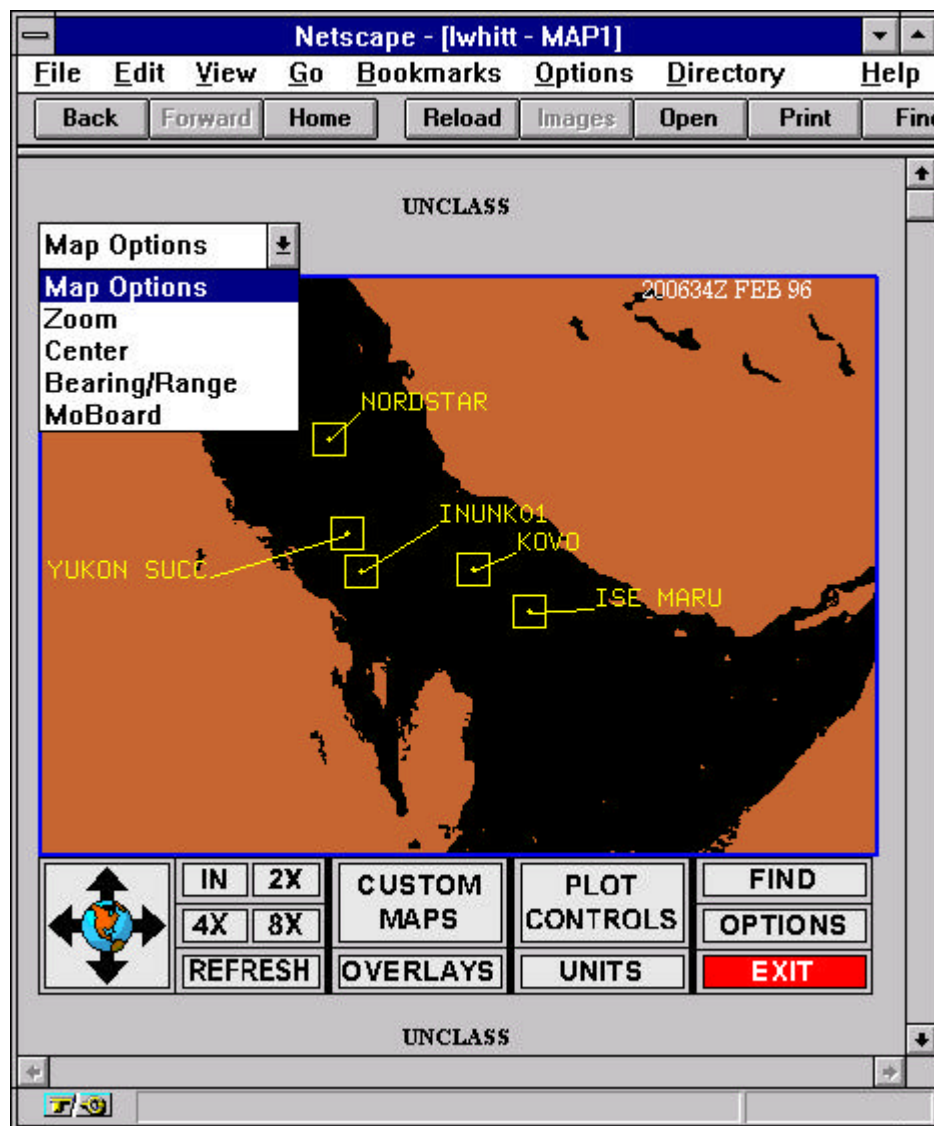 Netscape - [lwhitt - MAP1]
File Edit View Go Bookmarks Options Directory Help
Back Forward Home Reload Images Open Print Find
UNCLASS
Map Options
Map Options
Zoom
Center
Bearing/Range
MoBoard
200634Z FEB 96
NORDSTAR
INUNK01
KOVO
YUKON SUCC
ISE MARU
IN 2X
4X 8X
REFRESH
CUSTOM
MAPS
OVERLAYS
PLOT
CONTROLS
UNITS
FIND
OPTIONS
EXIT
UNCLASS